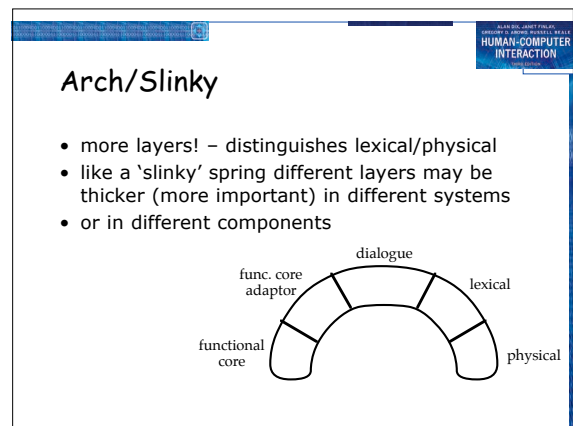 ALAN DIX, JANET FINLAY,
GREGORY D. ABOWD, RUSSELL BEALE
HUMAN-COMPUTER
INTERACTION
THIRD EDITION
Arch/Slinky
• more layers! – distinguishes lexical/physical
• like a ‘slinky’ spring different layers may be
thicker (more important) in different systems
• or in different components
dialogue
func. core
adaptor
lexical
functional
core
physical